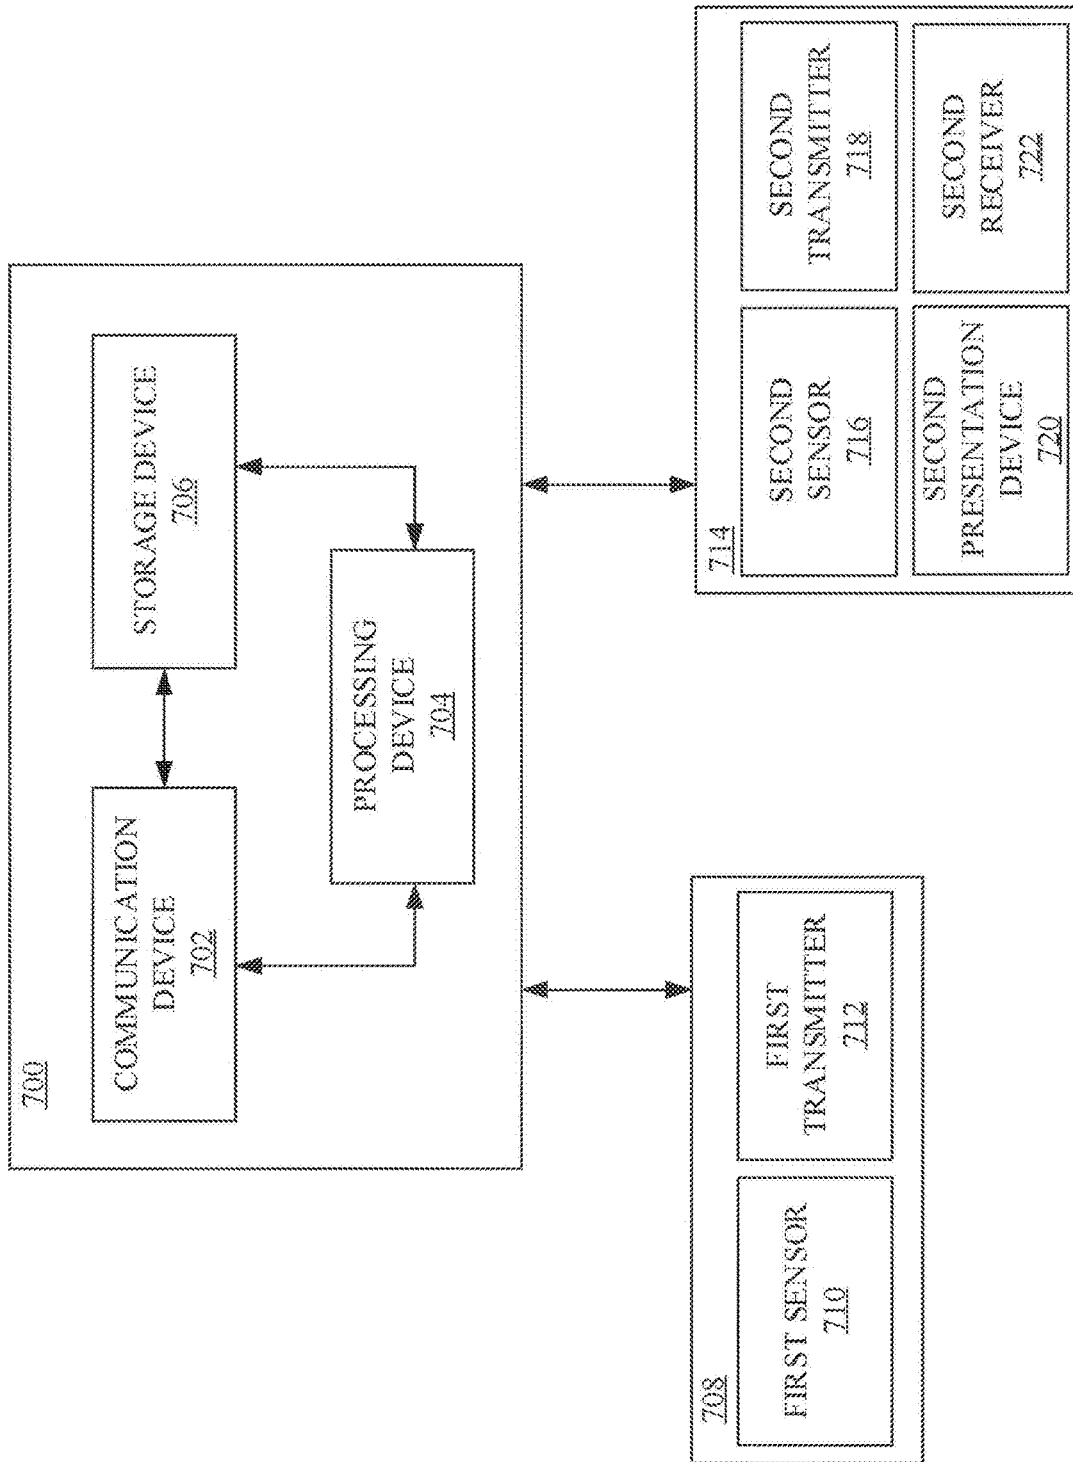 700
COMMUNICATION
DEVICE
702
STORAGE DEVICE
706
PROCESSING
DEVICE
704
708
FIRST SENSOR
710
FIRST
TRANSMITTER
712
714
SECOND
SENSOR
716
SECOND
TRANSMITTER
718
SECOND
PRESENTATION
DEVICE
720
SECOND
RECEIVER
722